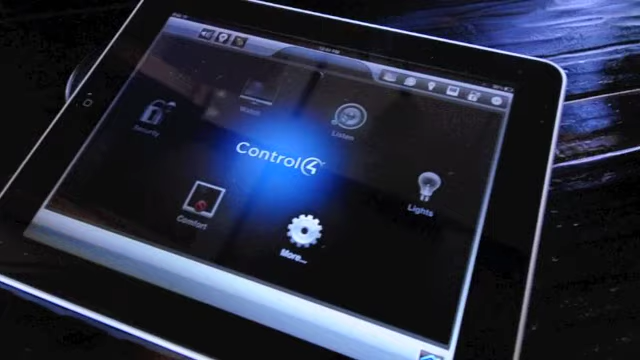 Watch
Listen
Security
Control4
Lights
Comfort
More...